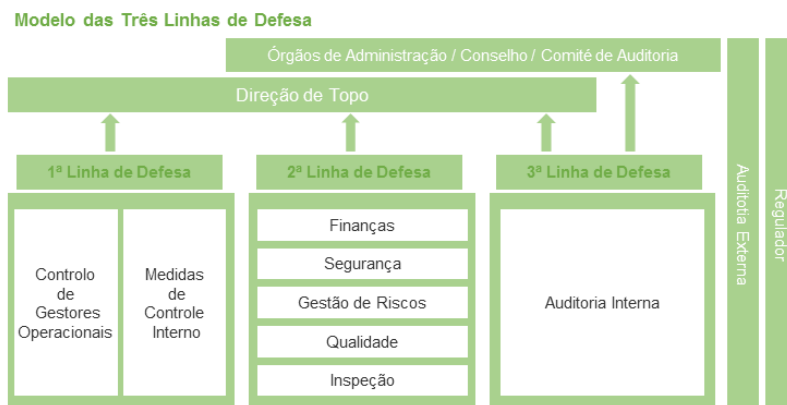 Modelo das Três Linhas de Defesa
Órgãos de Administração / Conselho / Comité de Auditoria
Direção de Topo
1ª Linha de Defesa
2ª Linha de Defesa
3ª Linha de Defesa
Controlo
de
Gestores
Operacionais
Medidas
de
Controle
Interno
Finanças
Segurança
Gestão de Riscos
Qualidade
Inspeção
Auditoria Interna
Auditotia Externa
Regulador